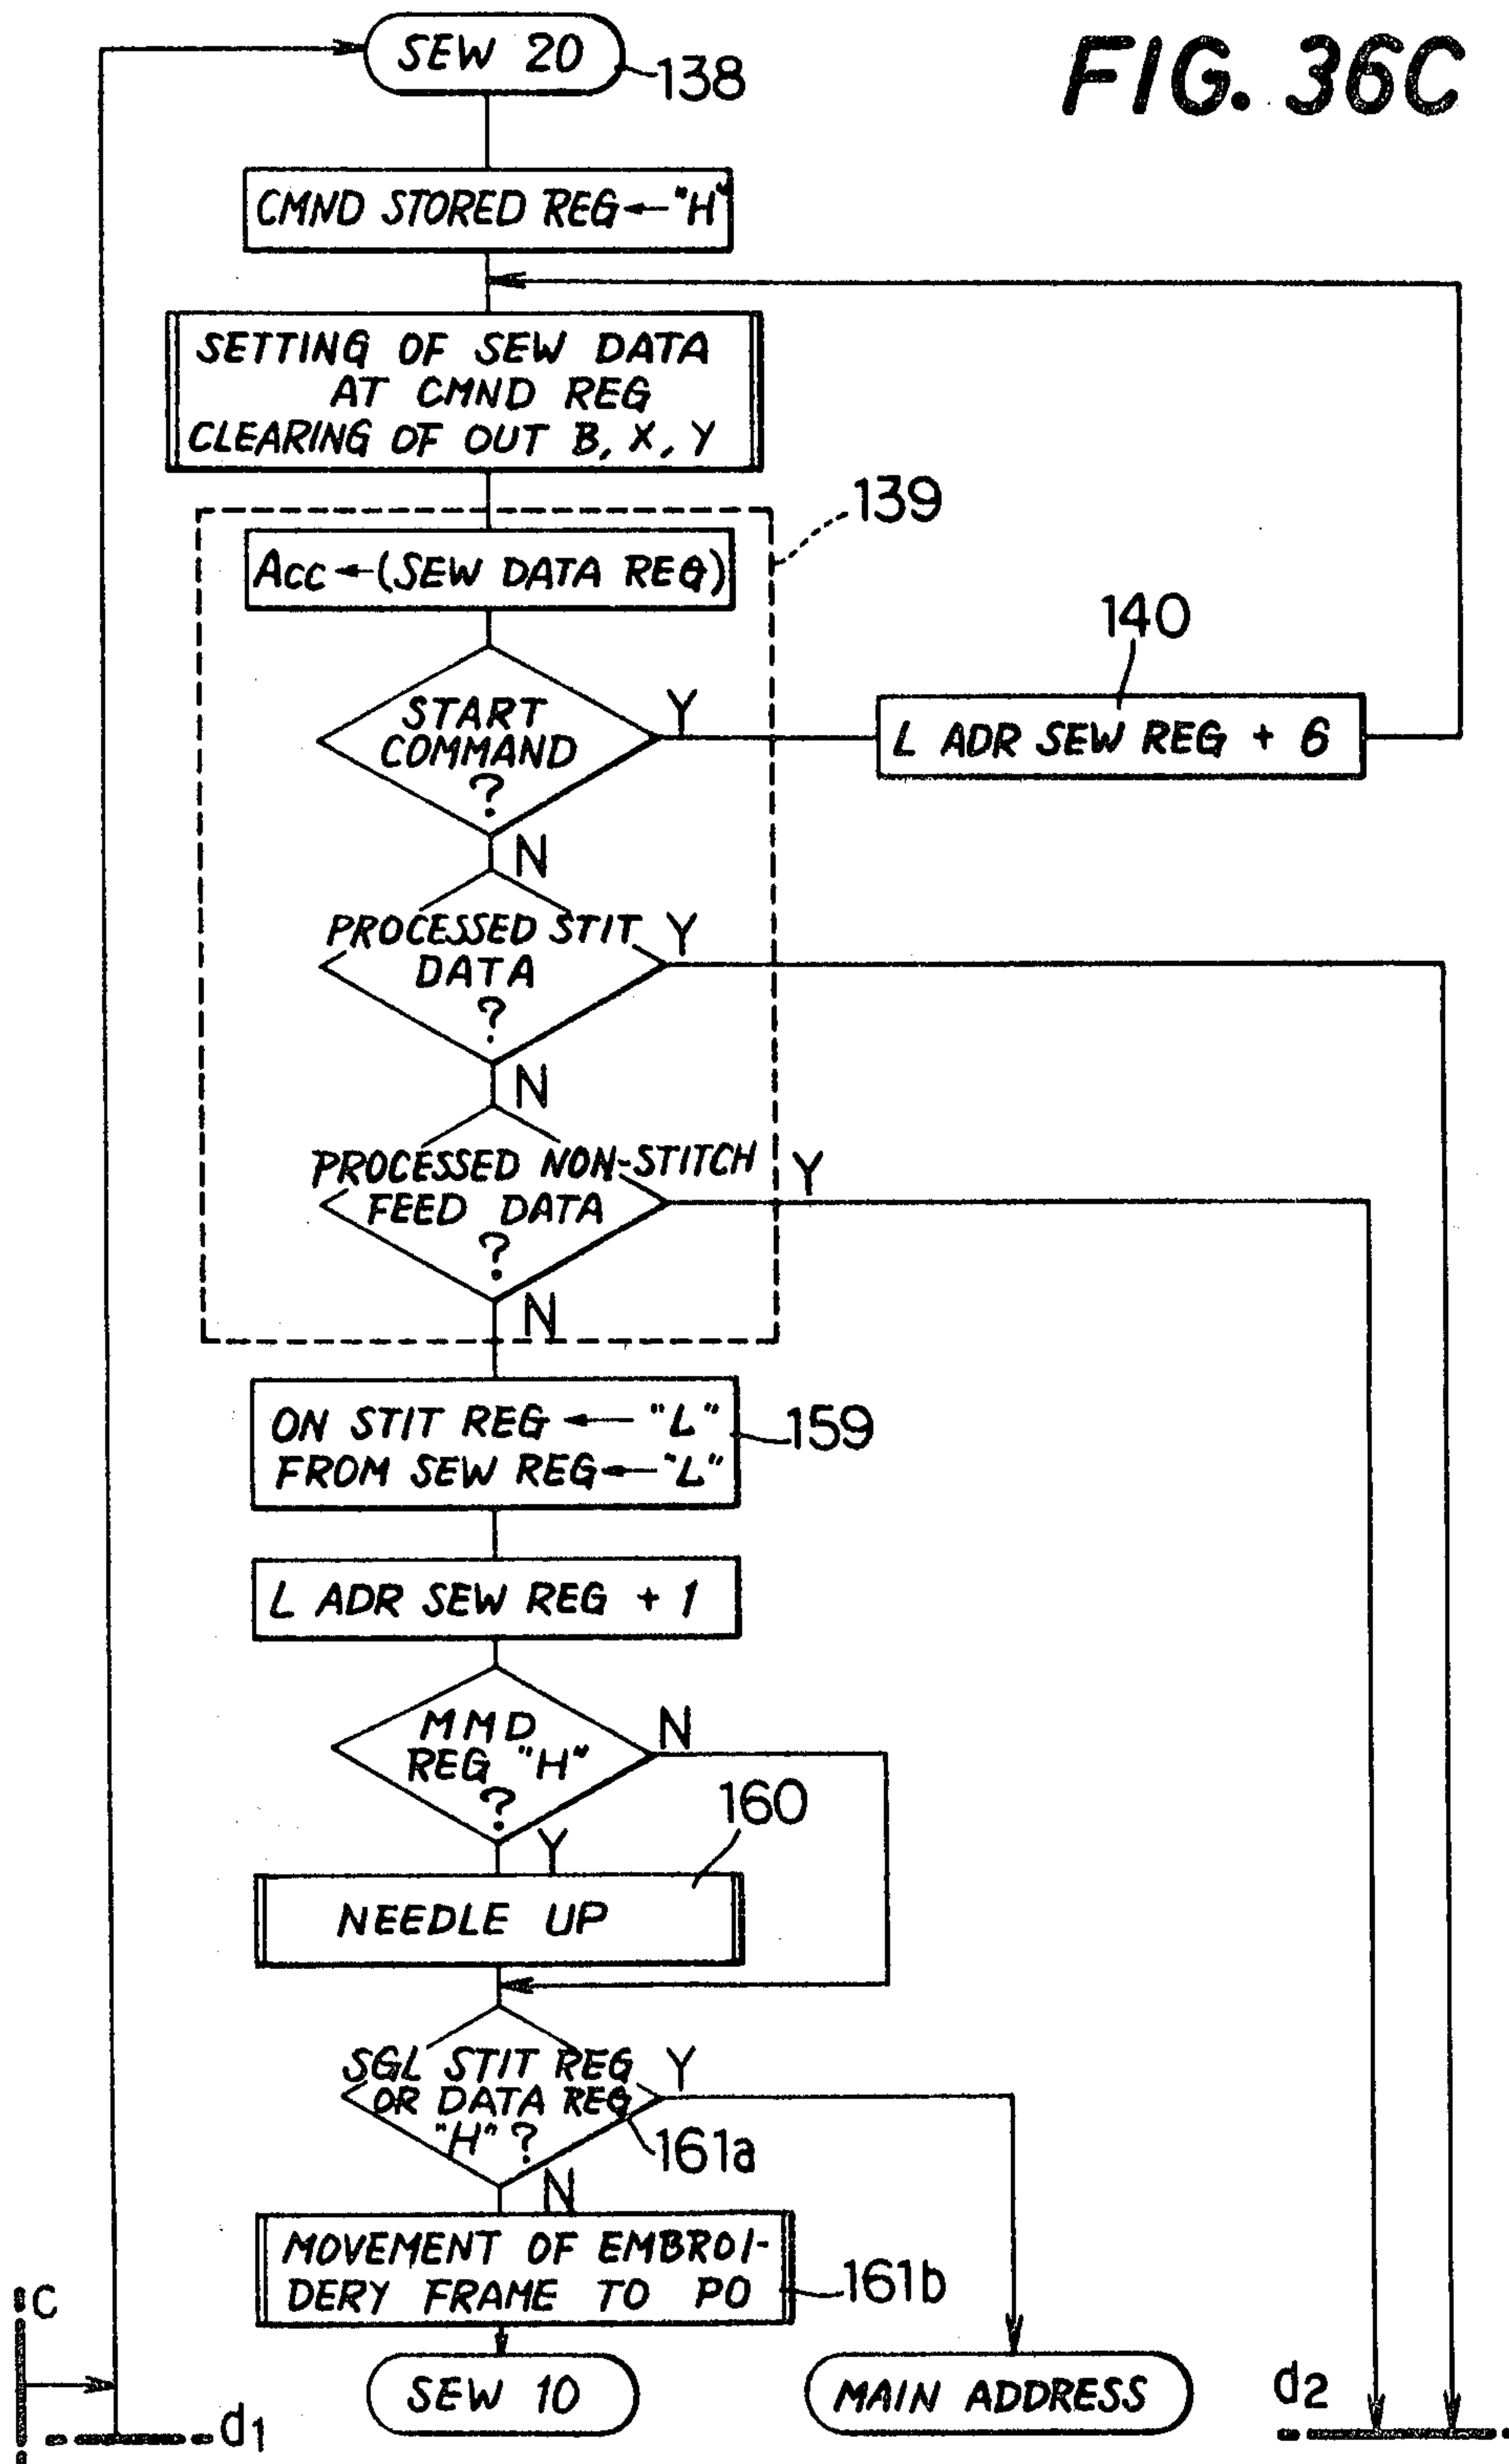 FIG. 36C
SEW 20
138
CMND STORED REG ← "H"
SETTING OF SEW DATA
AT CMND REG
CLEARING OF OUT B, X, Y
139
Acc ← (SEW DATA REG)
140
START
COMMAND
?
Y
L ADR SEW REG + 6
N
PROCESSED STIT
DATA
?
Y
N
PROCESSED NON-STITCH
FEED DATA
?
Y
N
ON STIT REG ← "L"
FROM SEW REG ← "L"
159
L ADR SEW REG + 1
MMD
REG "H"
?
N
Y
160
NEEDLE UP
SGL STIT REG
OR DATA REG
"H" ?
Y
161a
N
MOVEMENT OF EMBROI-
DERY FRAME TO PO
161b
C
SEW 10
MAIN ADDRESS
d1
d2